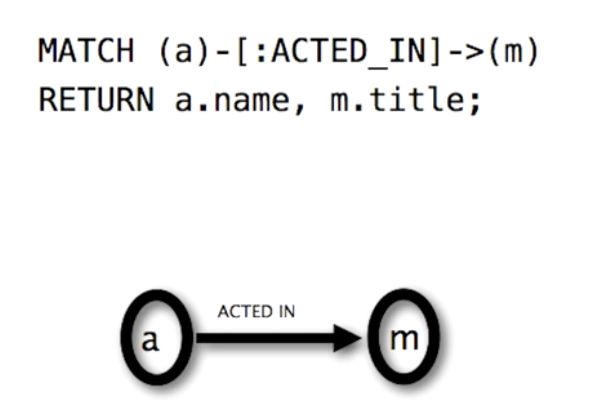 MATCH (a)-[:ACTED_IN]->(m)
RETURN a.name, m.title;
ACTED IN
a
m